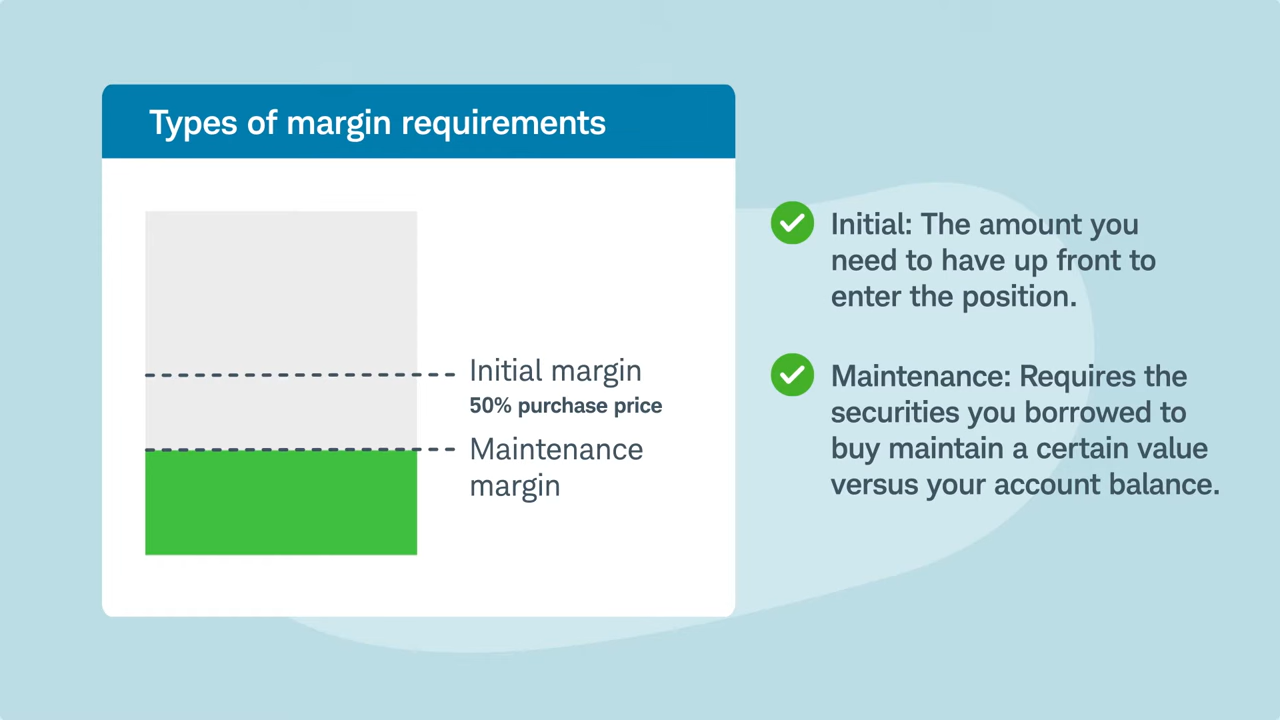 Types of margin requirements
Initial margin
50% purchase price
Maintenance
margin
Initial: The amount you
need to have up front to
enter the position.
Maintenance: Requires the
securities you borrowed to
buy maintain a certain value
versus your account balance.